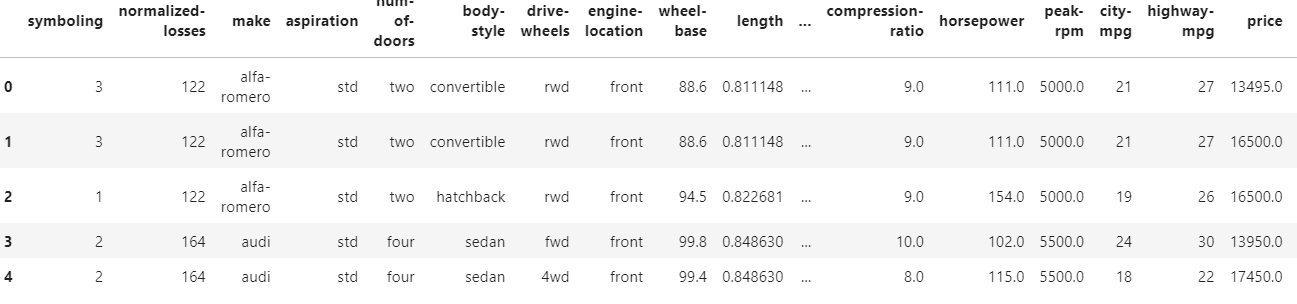 symboling normalized-losses make aspiration num-of-doors body-style drive-wheels engine-location wheel-base length ... compression-ratio horsepower peak-rpm city-mpg highway-mpg price
0 3 122 alfa-romero std two convertible rwd front 88.6 0.811148 ... 9.0 111.0 5000.0 21 27 13495.0
1 3 122 alfa-romero std two convertible rwd front 88.6 0.811148 ... 9.0 111.0 5000.0 21 27 16500.0
2 1 122 alfa-romero std two hatchback rwd front 94.5 0.822681 ... 9.0 154.0 5000.0 19 26 16500.0
3 2 164 audi std four sedan fwd front 99.8 0.848630 ... 10.0 102.0 5500.0 24 30 13950.0
4 2 164 audi std four sedan 4wd front 99.4 0.848630 ... 8.0 115.0 5500.0 18 22 17450.0